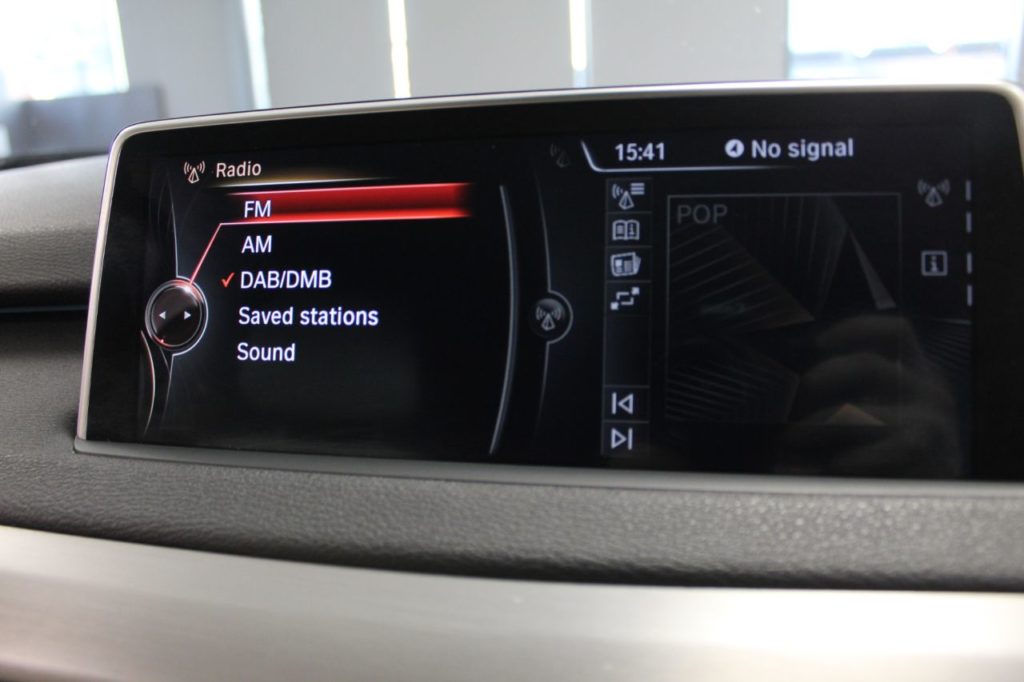 Radio
FM
AM
DAB/DMB
Saved stations
Sound
15:41
No signal
POP